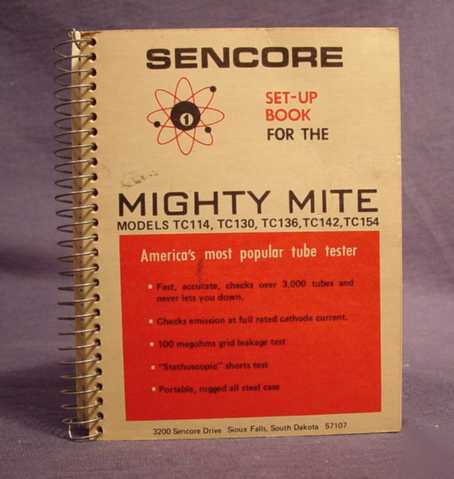 SENCORE
1
SET-UP
BOOK
FOR THE
MIGHTY MITE
MODELS TC114, TC130, TC136, TC142, TC154
America's most popular tube tester
▪ Fast, accurate, checks over 3,000 tubes and
never lets you down.
▪ Checks emission at full rated cathode current.
▪ 100 megohms grid leakage test
▪ "Stethoscopic" shorts test
▪ Portable, rugged all steel case
3200 Sencore Drive Sioux Falls, South Dakota 57107